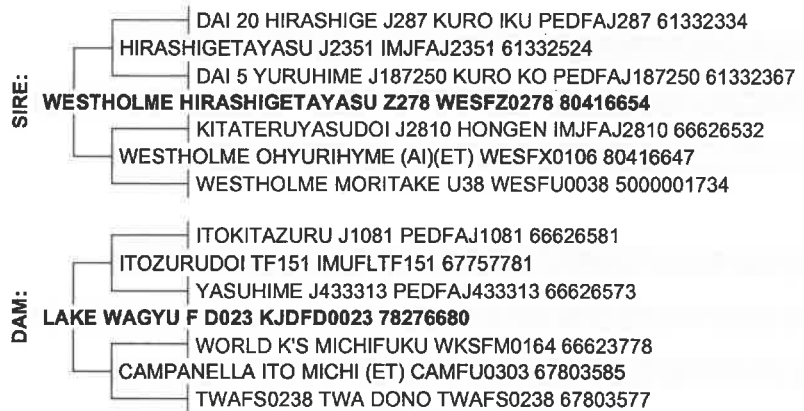 DAI 20 HIRASHIGE J287 KURO IKU PEDFAJ287 61332334
HIRASHIGETAYASU J2351 IMJFAJ2351 61332524
DAI 5 YURUHIME J187250 KURO KO PEDFAJ187250 61332367
SIRE:
WESTHOLME HIRASHIGETAYASU Z278 WESFZ0278 80416654
KITATERUYASUDOI J2810 HONGEN IMJFAJ2810 66626532
WESTHOLME OHYURIHYME (AI)(ET) WESFX0106 80416647
WESTHOLME MORITAKE U38 WESFU0038 5000001734
ITOKITAZURU J1081 PEDFAJ1081 66626581
ITOZURUDOI TF151 IMUFLTF151 67757781
YASUHIME J433313 PEDFAJ433313 66626573
DAM:
LAKE WAGYU F D023 KJDFD0023 78276680
WORLD K'S MICHIFUKU WKSFM0164 66623778
CAMPANELLA ITO MICHI (ET) CAMFU0303 67803585
TWAFS0238 TWA DONO TWAFS0238 67803577